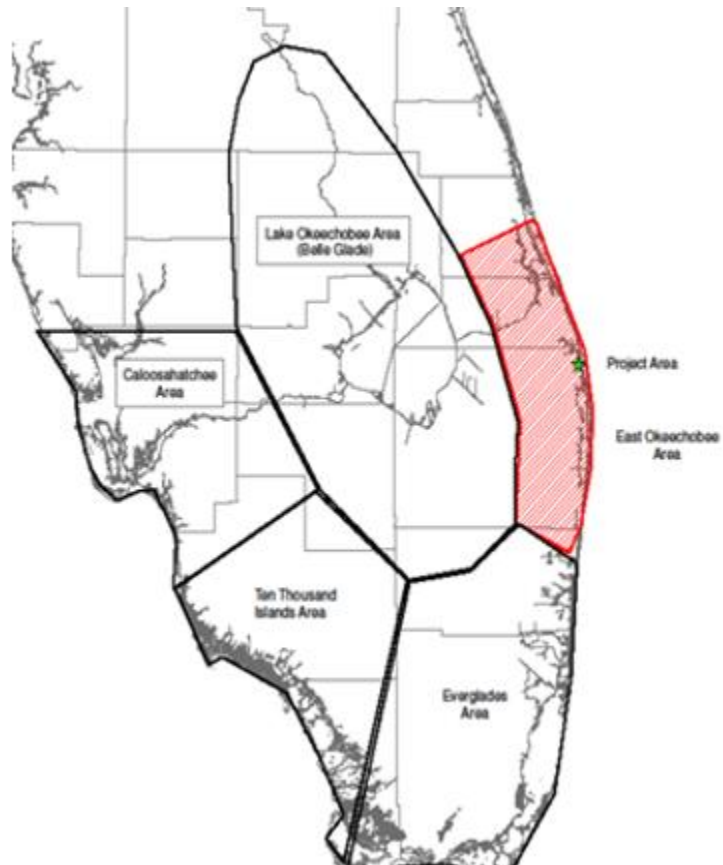 Lake Okeechobee Area
(Belle Glade)
Project Area
Caloosahatchee
Area
East Okeechobee
Area
Ten Thousand
Islands Area
Everglades
Area